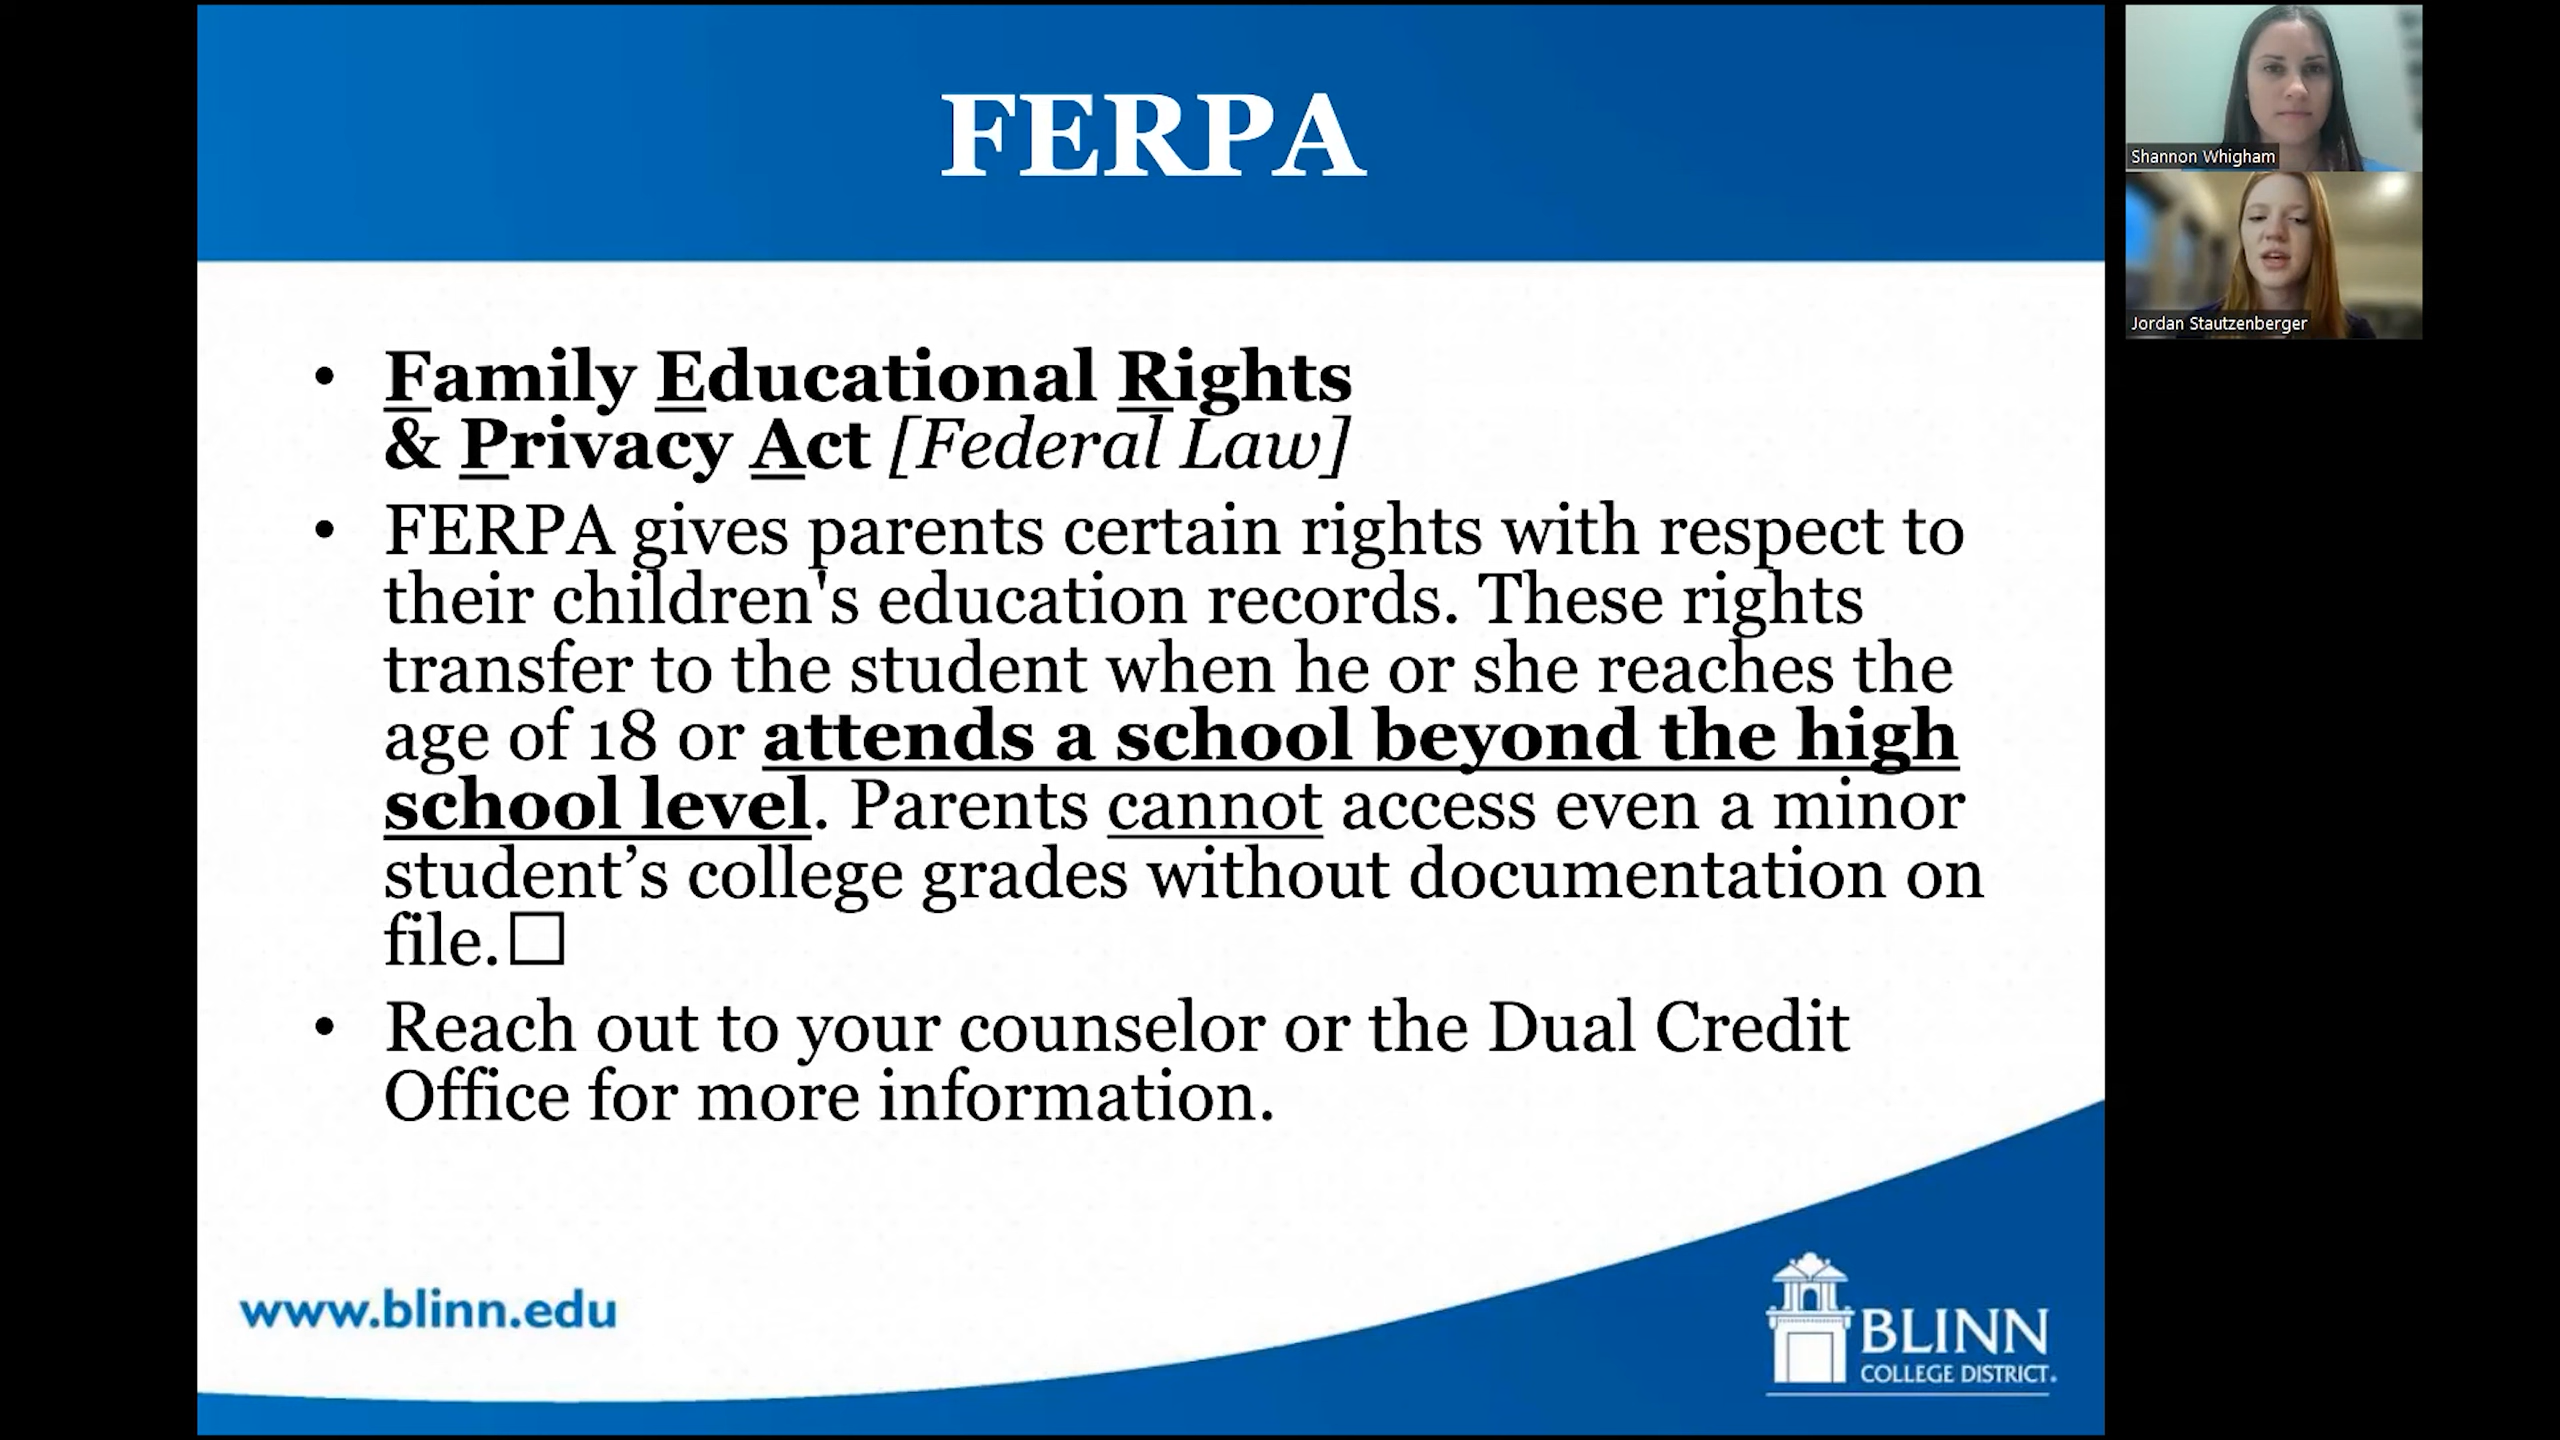 FERPA
• Family Educational Rights
& Privacy Act [Federal Law]
• FERPA gives parents certain rights with respect to
their children's education records. These rights
transfer to the student when he or she reaches the
age of 18 or attends a school beyond the high
school level. Parents cannot access even a minor
student’s college grades without documentation on
file.□
• Reach out to your counselor or the Dual Credit
Office for more information.
www.blinn.edu
BLINN
COLLEGE DISTRICT.
Shannon Whigham
Jordan Stautzenberger